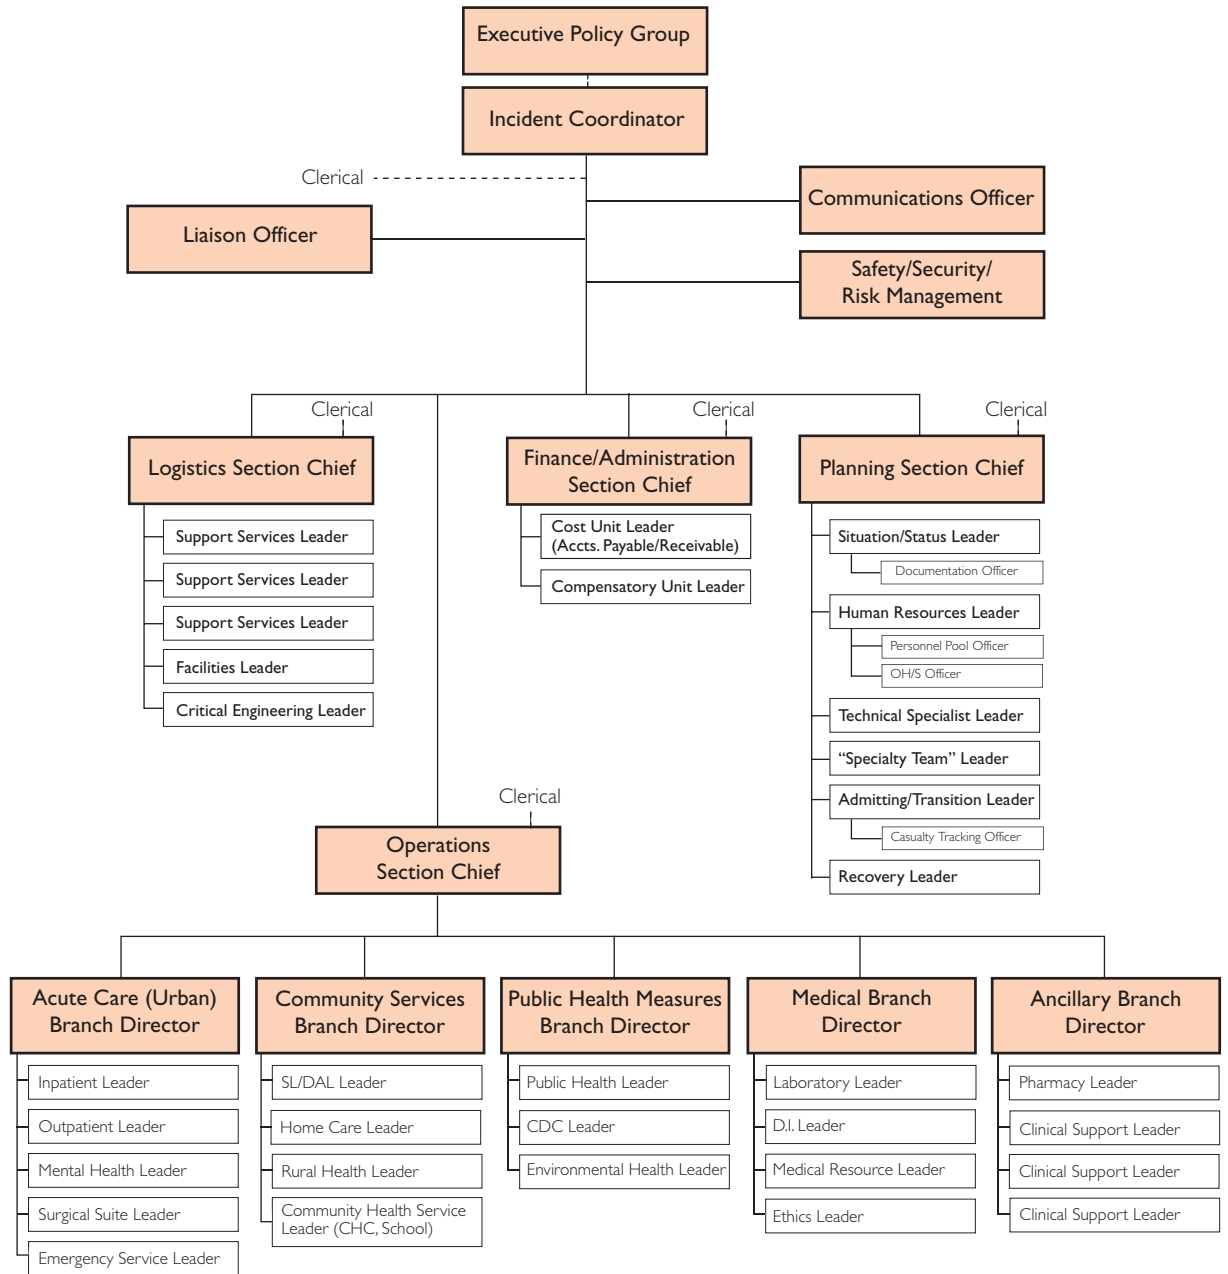 Executive Policy Group
Incident Coordinator
Clerical
Communications Officer
Liaison Officer
Safety/Security/
Risk Management
Clerical
Clerical
Clerical
Logistics Section Chief
Support Services Leader
Support Services Leader
Support Services Leader
Facilities Leader
Critical Engineering Leader
Finance/Administration
Section Chief
Cost Unit Leader
(Accts. Payable/Receivable)
Compensatory Unit Leader
Planning Section Chief
Situation/Status Leader
Documentation Officer
Human Resources Leader
Personnel Pool Officer
OH/S Officer
Technical Specialist Leader
“Specialty Team” Leader
Admitting/Transition Leader
Casualty Tracking Officer
Recovery Leader
Clerical
Operations
Section Chief
Acute Care (Urban)
Branch Director
Inpatient Leader
Outpatient Leader
Mental Health Leader
Surgical Suite Leader
Emergency Service Leader
Community Services
Branch Director
SL/DAL Leader
Home Care Leader
Rural Health Leader
Community Health Service
Leader (CHC, School)
Public Health Measures
Branch Director
Public Health Leader
CDC Leader
Environmental Health Leader
Medical Branch
Director
Laboratory Leader
D.I. Leader
Medical Resource Leader
Ethics Leader
Ancillary Branch
Director
Pharmacy Leader
Clinical Support Leader
Clinical Support Leader
Clinical Support Leader